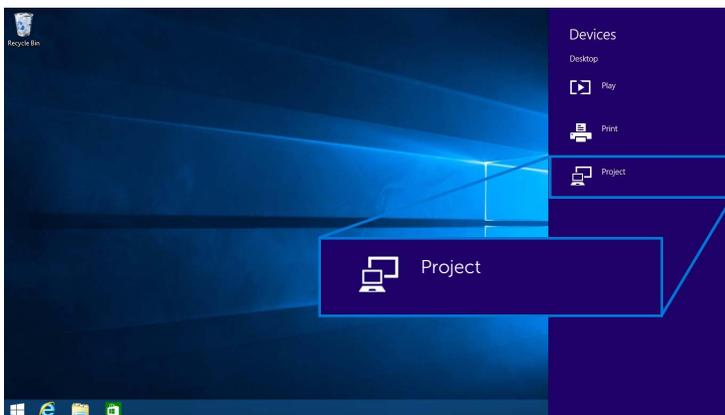 Recycle Bin
Devices
Desktop
Play
Print
Project
Project